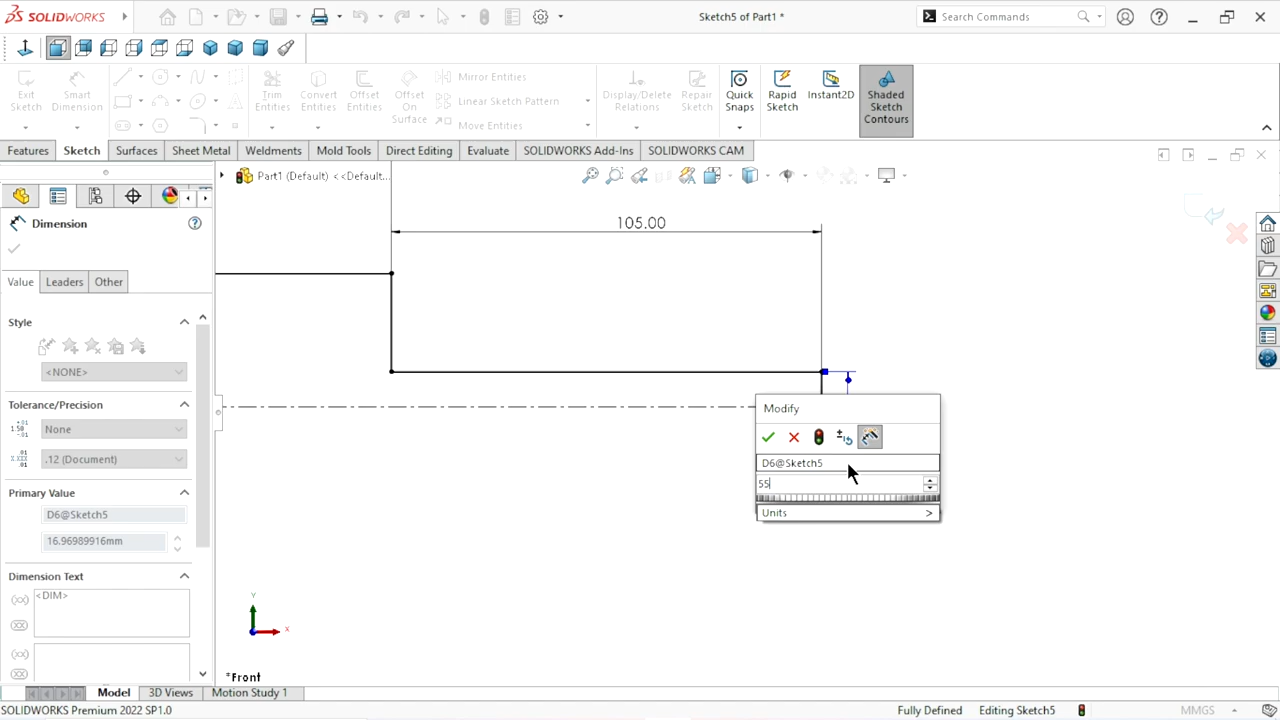 SOLIDWORKS
Sketch5 of Part1 *
Search Commands
Exit Sketch
Smart Dimension
Trim Entities
Convert Entities
Offset Entities
Offset On Surface
Mirror Entities
Linear Sketch Pattern
Move Entities
Display/Delete Relations
Repair Sketch
Quick Snaps
Rapid Sketch
Instant2D
Shaded Sketch Contours
Features
Sketch
Surfaces
Sheet Metal
Weldments
Mold Tools
Direct Editing
Evaluate
SOLIDWORKS Add-Ins
SOLIDWORKS CAM
Part1 (Default) <<Default...
Dimension
Value
Leaders
Other
Style
<NONE>
Tolerance/Precision
None
.12 (Document)
Primary Value
D6@Sketch5
16.96989916mm
Dimension Text
<DIM>
105.00
Modify
D6@Sketch5
55
Units
Y
X
*Front
Model
3D Views
Motion Study 1
SOLIDWORKS Premium 2022 SP1.0
Fully Defined
Editing Sketch5
MMGS